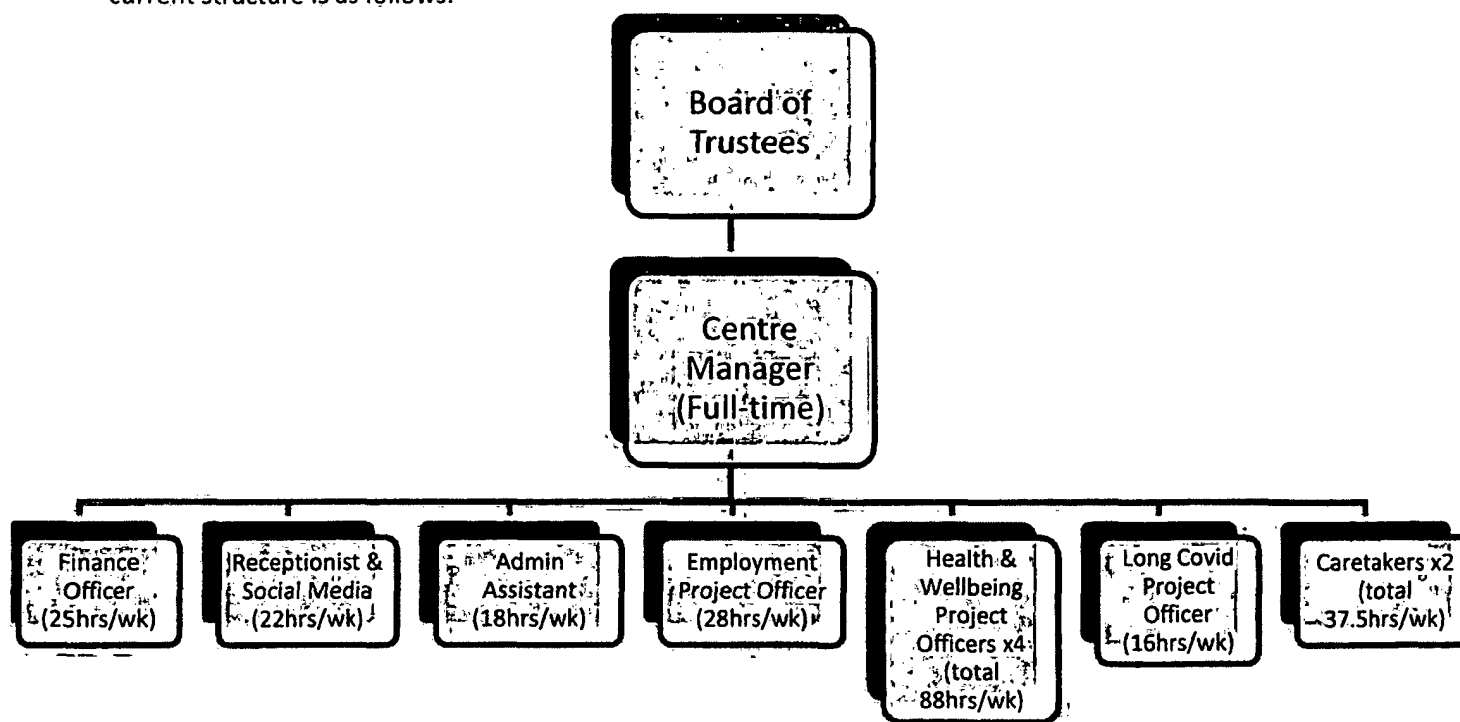 current structure is as follows:
Board of
Trustees
Centre
Manager
(Full-time)
Finance
Officer
(25hrs/wk)
Receptionist &
Social Media
(22hrs/wk)
Admin
Assistant
(18hrs/wk)
Employment
Project Officer
(28hrs/wk)
Health &
Wellbeing
Project
Officers x4
(total
88hrs/wk)
Long Covid
Project
Officer
(16hrs/wk)
Caretakers x2
(total
37.5hrs/wk)